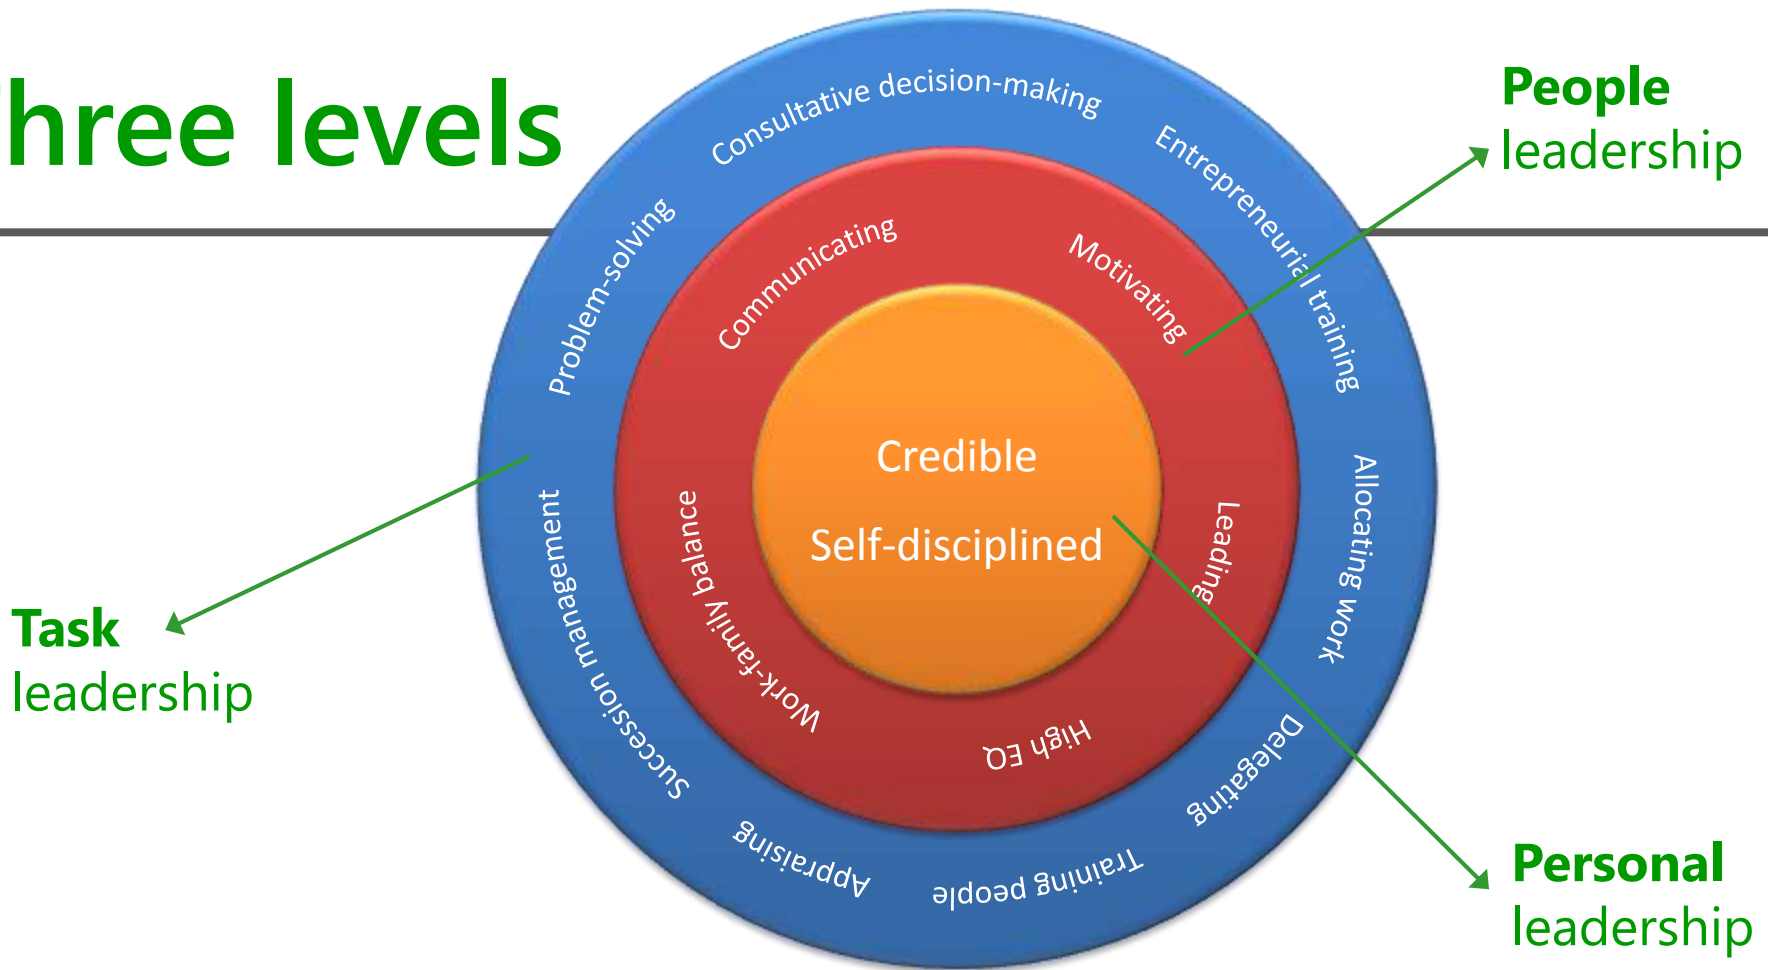 hree levels
People
leadership
Consultative decision-making
Entrepreneurial training
Allocating work
Delegating
Training people
Appraising
Succession management
Problem-solving
Communicating
Motivating
Leading
High EQ
Work-family balance
Credible
Self-disciplined
Task
leadership
Personal
leadership